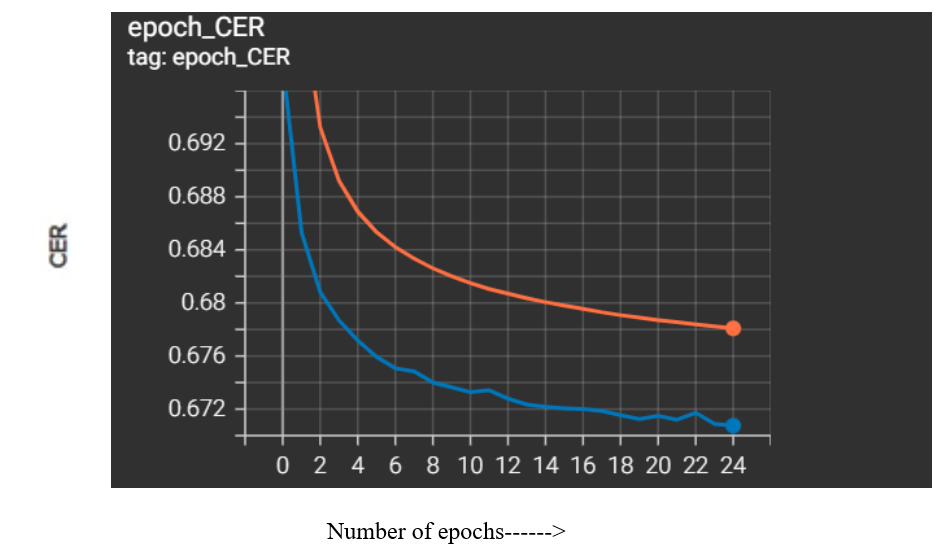 epoch_CER
tag: epoch_CER
0.692
0.688
0.684
0.68
0.676
0.672
CER
0 2 4 6 8 10 12 14 16 18 20 22 24
Number of epochs------>